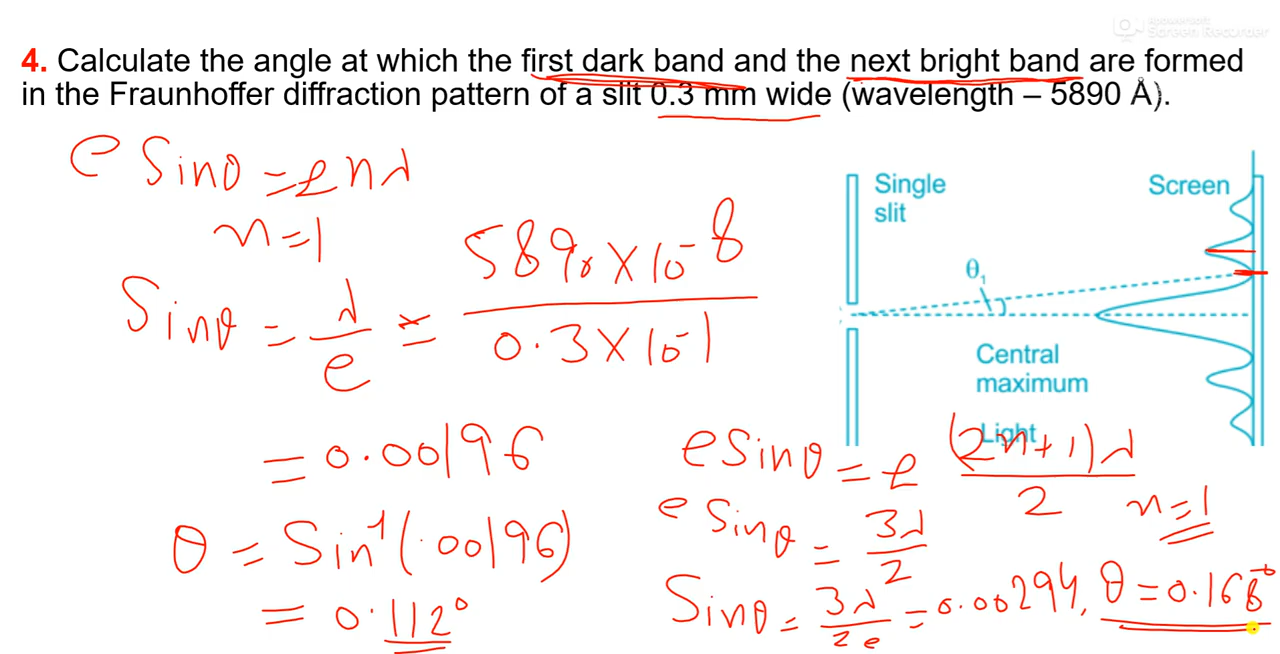 Apowersoft
Screen Recorder
4. Calculate the angle at which the first dark band and the next bright band are formed
in the Fraunhoffer diffraction pattern of a slit 0.3 mm wide (wavelength – 5890 Å).
e Sinθ = ± nλ
n = 1
Sinθ = λ/e = 5890 × 10⁻⁸ / 0.3 × 10⁻¹
= 0.00196
θ = Sin⁻¹(.00196)
= 0.112°
Single
slit
Screen
θ₁
Central
maximum
Light
e Sinθ = ± (2n+1)λ/2
n = 1
e Sinθ = 3λ/2
Sinθ = 3λ/2e = 0.00294, θ = 0.168°